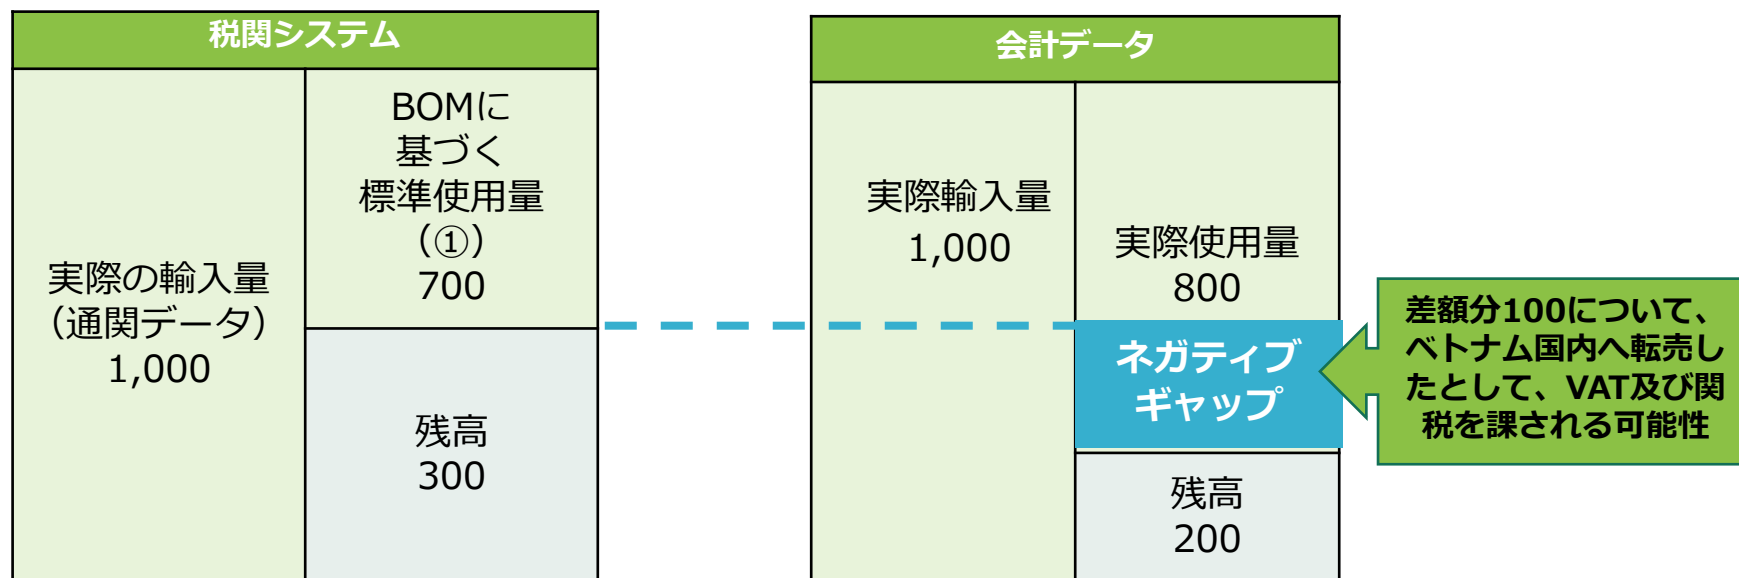 税関システム
実際の輸入量
（通関データ）
1,000
BOMに
基づく
標準使用量
（①）
700
残高
300
会計データ
実際輸入量
1,000
実際使用量
800
ネガティブ
ギャップ
残高
200
差額分100について、
ベトナム国内へ転売し
たとして、VAT及び関
税を課される可能性